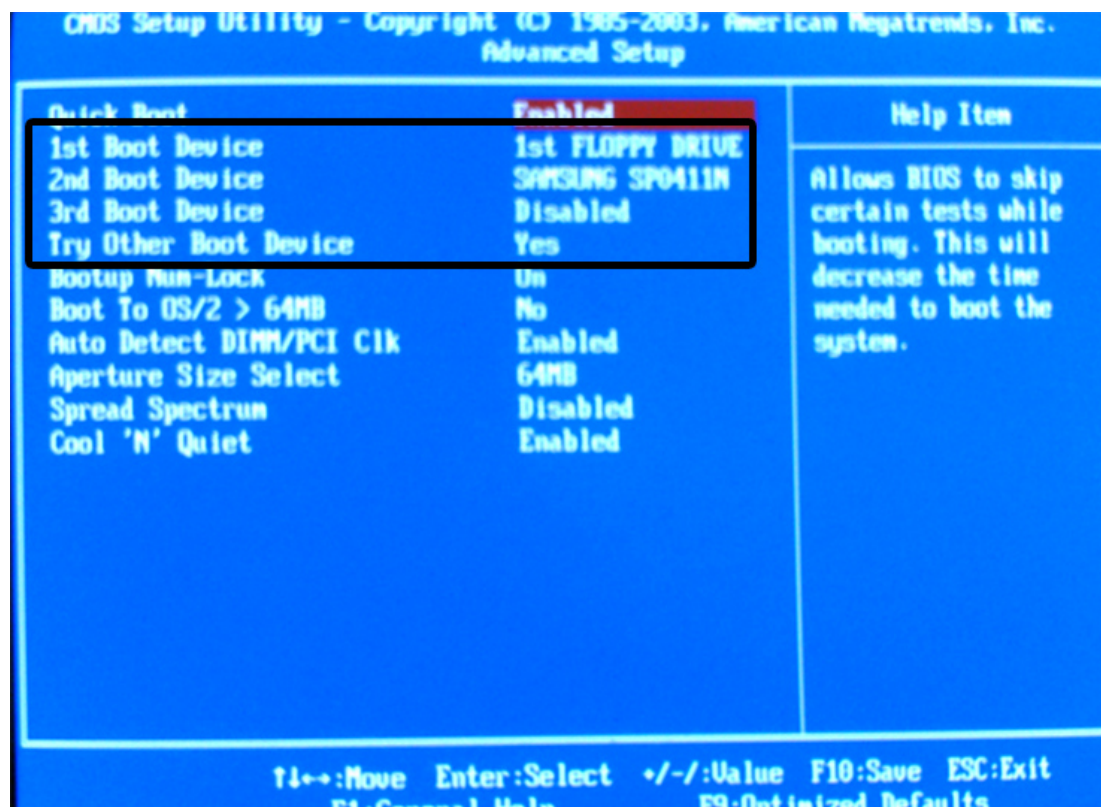 CMOS Setup Utility - Copyright (C) 1985-2003, American Megatrends, Inc.
Advanced Setup
Quick Boot Enabled
1st Boot Device 1st FLOPPY DRIVE
2nd Boot Device SAMSUNG SP0411N
3rd Boot Device Disabled
Try Other Boot Device Yes
Bootup Num-Lock On
Boot To OS/2 > 64MB No
Auto Detect DIMM/PCI Clk Enabled
Aperture Size Select 64MB
Spread Spectrum Disabled
Cool 'N' Quiet Enabled
Help Item
Allows BIOS to skip
certain tests while
booting. This will
decrease the time
needed to boot the
system.
↑↓←→:Move Enter:Select +/-/:Value F10:Save ESC:Exit
F1:General Help F9:Optimized Defaults